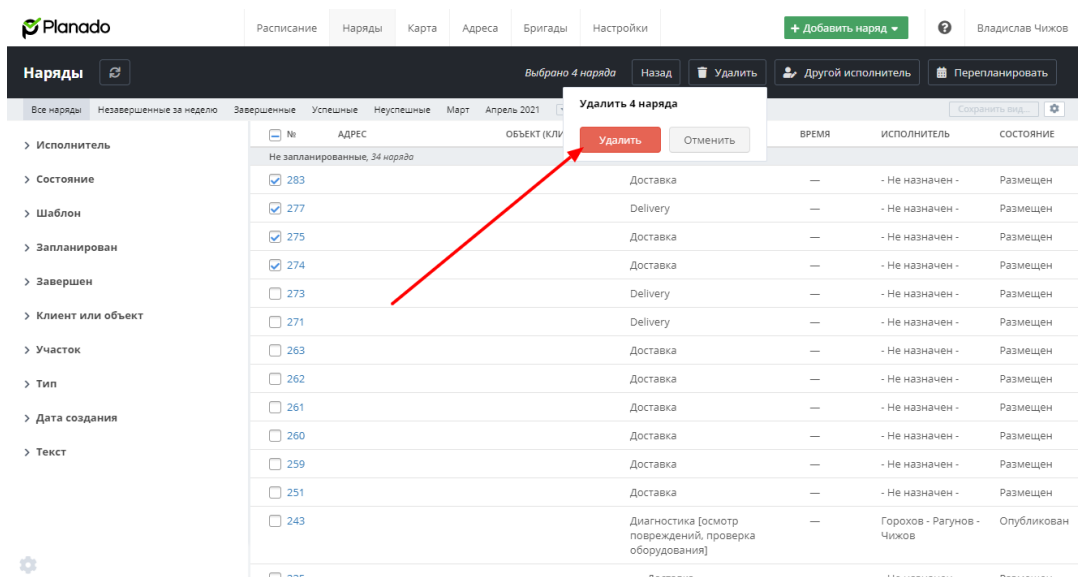 Planado
Расписание Наряды Карта Адреса Бригады Настройки + Добавить наряд Владислав Чижов
Наряды Выбрано 4 наряда Назад Удалить Другой исполнитель Перепланировать
Все наряды Незавершенные за неделю Завершенные Успешные Неуспешные Март Апрель 2021 Сохранить вид...
Удалить 4 наряда
Удалить Отменить
№ АДРЕС ОБЪЕКТ (КЛИ ВРЕМЯ ИСПОЛНИТЕЛЬ СОСТОЯНИЕ
Не запланированные, 34 наряда
Исполнитель
Состояние
Шаблон
Запланирован
Завершен
Клиент или объект
Участок
Тип
Дата создания
Текст
283 Доставка — - Не назначен - Размещен
277 Delivery — - Не назначен - Размещен
275 Доставка — - Не назначен - Размещен
274 Доставка — - Не назначен - Размещен
273 Delivery — - Не назначен - Размещен
271 Delivery — - Не назначен - Размещен
263 Доставка — - Не назначен - Размещен
262 Доставка — - Не назначен - Размещен
261 Доставка — - Не назначен - Размещен
260 Доставка — - Не назначен - Размещен
259 Доставка — - Не назначен - Размещен
251 Доставка — - Не назначен - Размещен
243 Диагностика [осмотр — Горохов - Рагунов - Опубликован
повреждений, проверка Чижов
оборудования]